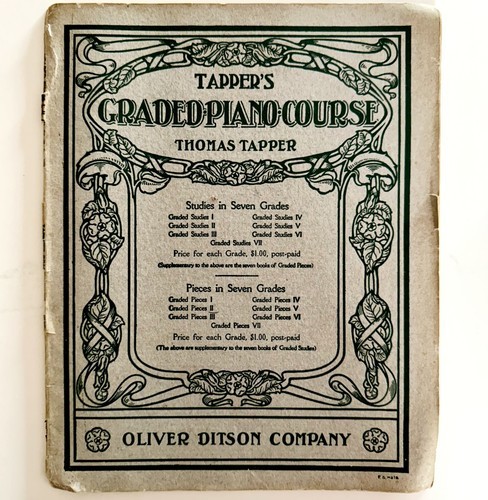 TAPPER'S
GRADED·PIANO·COURSE
THOMAS TAPPER
Studies in Seven Grades
Graded Studies I Graded Studies IV
Graded Studies II Graded Studies V
Graded Studies III Graded Studies VI
Graded Studies VII
Price for each Grade, $1.00, post-paid
(Supplementary to the above are the seven books of Graded Pieces)
Pieces in Seven Grades
Graded Pieces I Graded Pieces IV
Graded Pieces II Graded Pieces V
Graded Pieces III Graded Pieces VI
Graded Pieces VII
Price for each Grade, $1.00, post-paid
(The above are supplementary to the seven books of Graded Studies)
OLIVER DITSON COMPANY